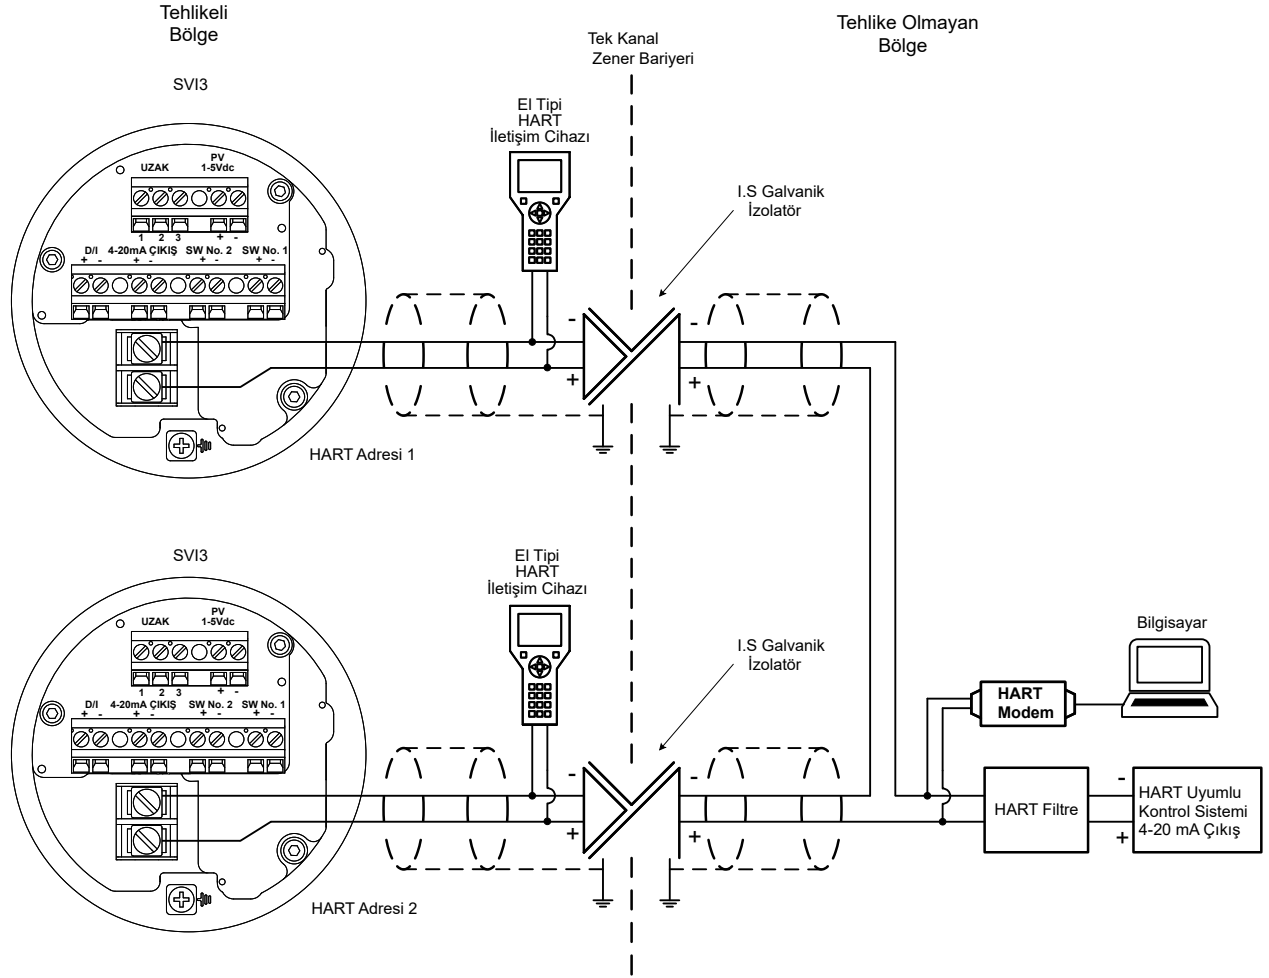 Tehlikeli
Bölge
Tehlike Olmayan
Bölge
Tek Kanal
Zener Bariyeri
SVI3
El Tipi
HART
İletişim Cihazı
I.S Galvanik
İzolatör
PV
UZAK 1-5Vdc
1 2 3 + -
D/I 4-20mA ÇIKIŞ SW No. 2 SW No. 1
+ - + - + - + -
- -
+ +
HART Adresi 1
SVI3
El Tipi
HART
İletişim Cihazı
I.S Galvanik
İzolatör
PV
UZAK 1-5Vdc
1 2 3 + -
D/I 4-20mA ÇIKIŞ SW No. 2 SW No. 1
+ - + - + - + -
- -
+ +
HART Adresi 2
Bilgisayar
HART
Modem
HART Filtre
-
+
HART Uyumlu
Kontrol Sistemi
4-20 mA Çıkış